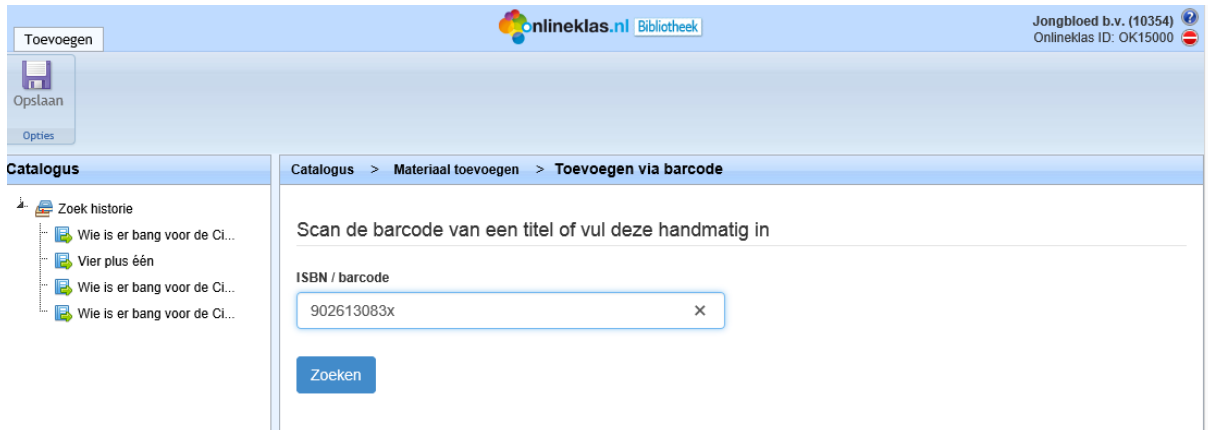 Toevoegen
onlineklas.nl Bibliotheek
Jongbloed b.v. (10354)
Onlineklas ID: OK15000
Opslaan
Opties
Catalogus
Catalogus > Materiaal toevoegen > Toevoegen via barcode
Zoek historie
Wie is er bang voor de Ci...
Vier plus één
Wie is er bang voor de Ci...
Wie is er bang voor de Ci...
Scan de barcode van een titel of vul deze handmatig in
ISBN / barcode
902613083x
Zoeken